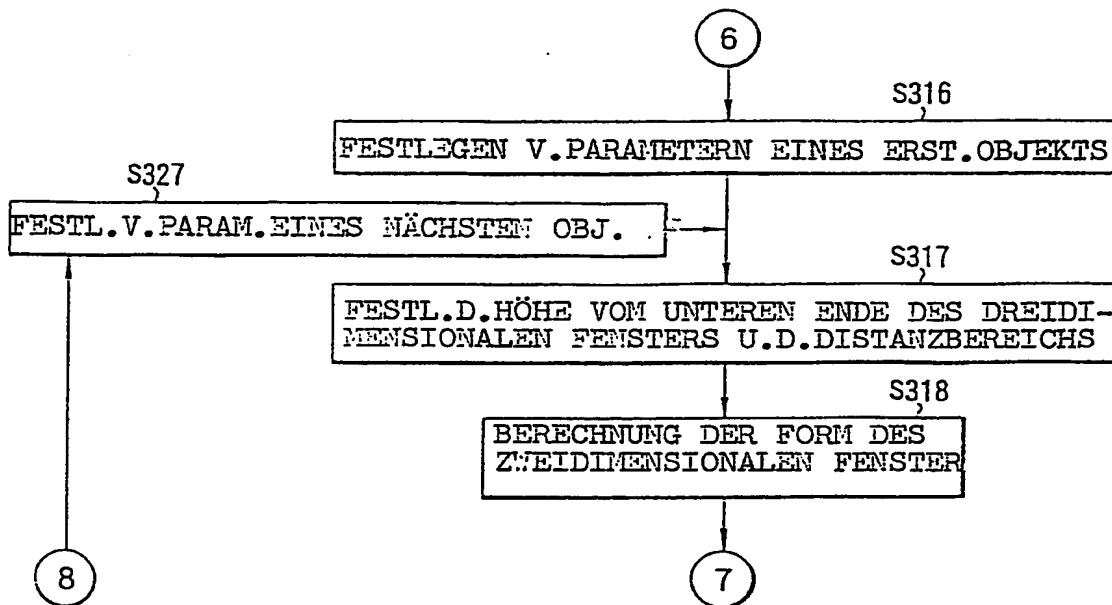 6
S316
FESTLEGEN V.PARAMETERN EINES ERST.OBJEKTS
S327
FESTL.V.PARAM.EINES NÄCHSTEN OBJ.
S317
FESTL.D.HÖHE VOM UNTEREN ENDE DES DREIDI-
MENSIONALEN FENSTERS U.D.DISTANZBEREICHS
S318
BERECHNUNG DER FORM DES
ZWEIDIMENSIONALEN FENSTER
8
7